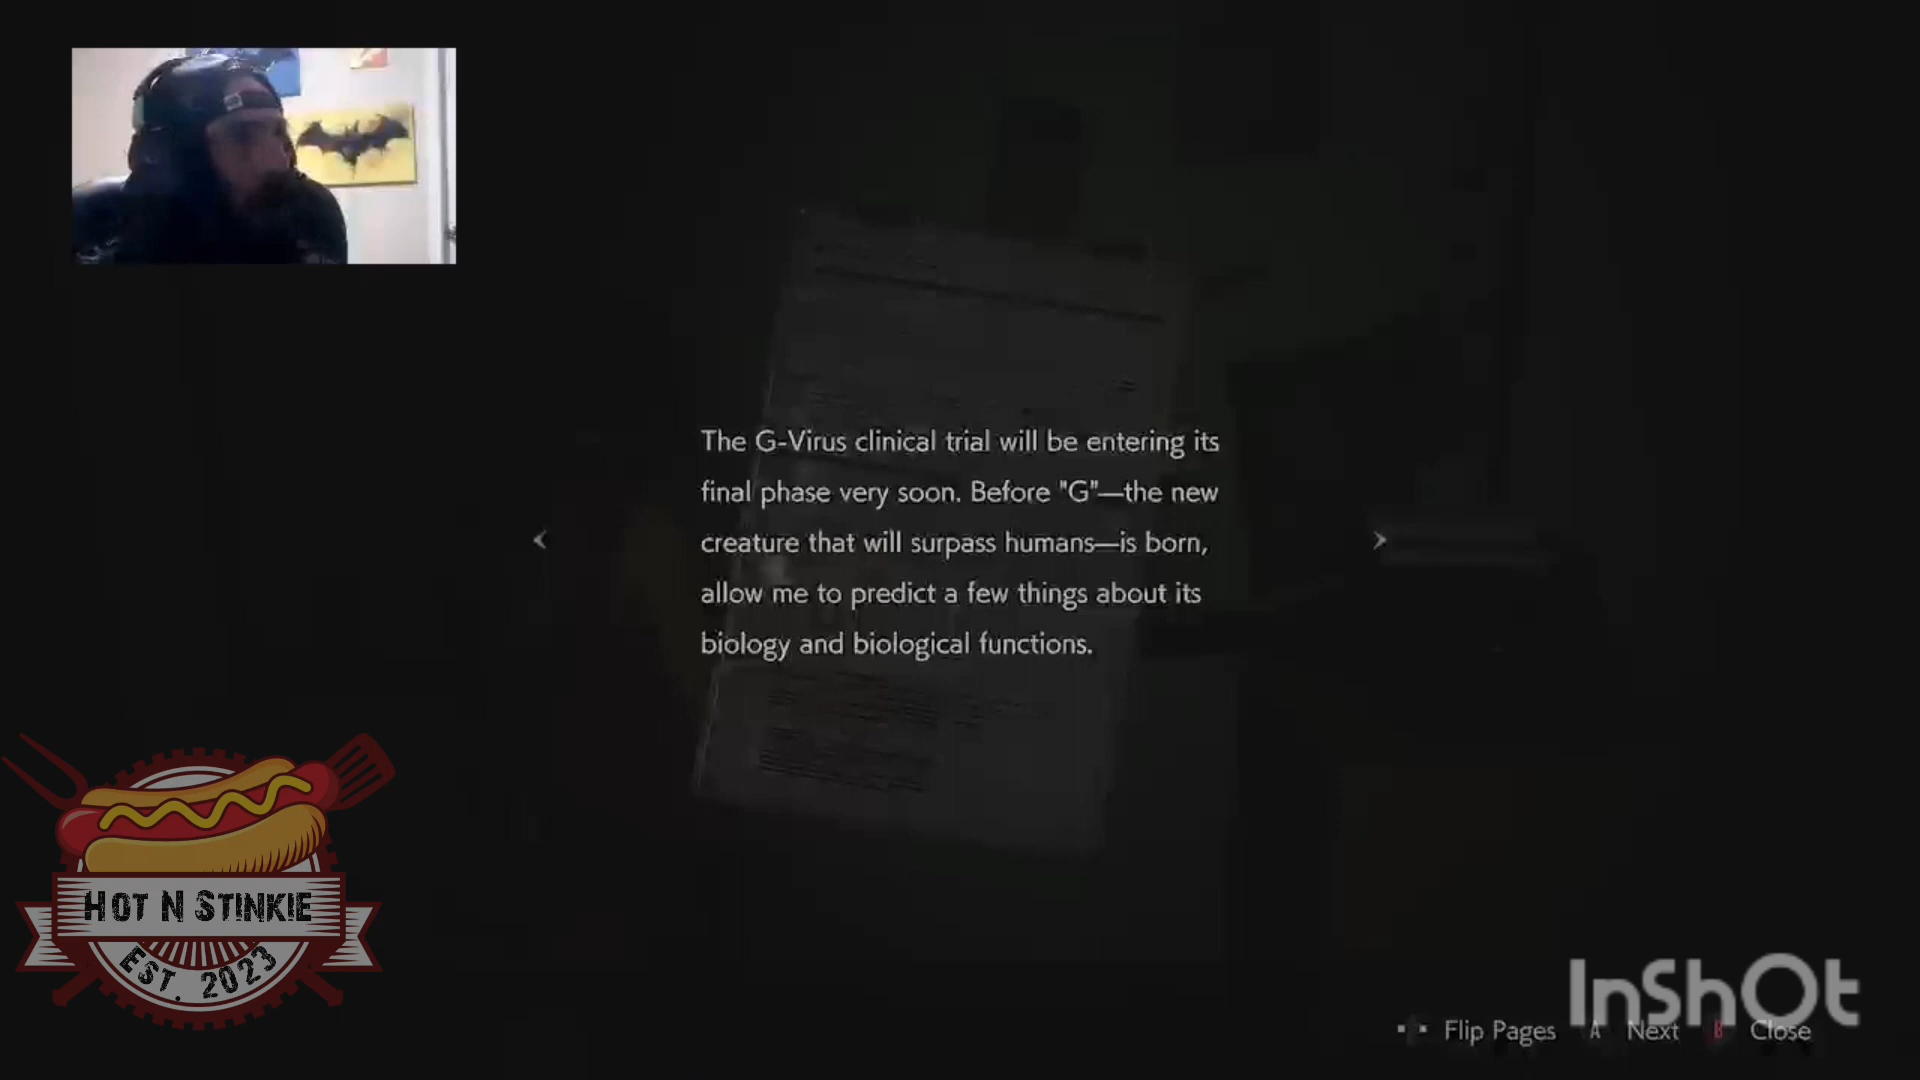 The G-Virus clinical trial will be entering its
final phase very soon. Before "G"—the new
creature that will surpass humans—is born,
allow me to predict a few things about its
biology and biological functions.
HOT N STINKIE
EST. 2023
InShOt
Flip Pages A Next B Close